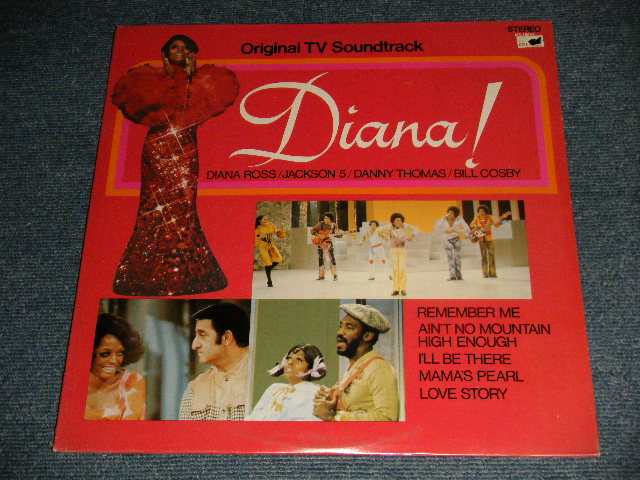 STEREO
Original TV Soundtrack
Diana!
DIANA ROSS/JACKSON 5/DANNY THOMAS/BILL COSBY
REMEMBER ME
AIN'T NO MOUNTAIN
HIGH ENOUGH
I'LL BE THERE
MAMA'S PEARL
LOVE STORY